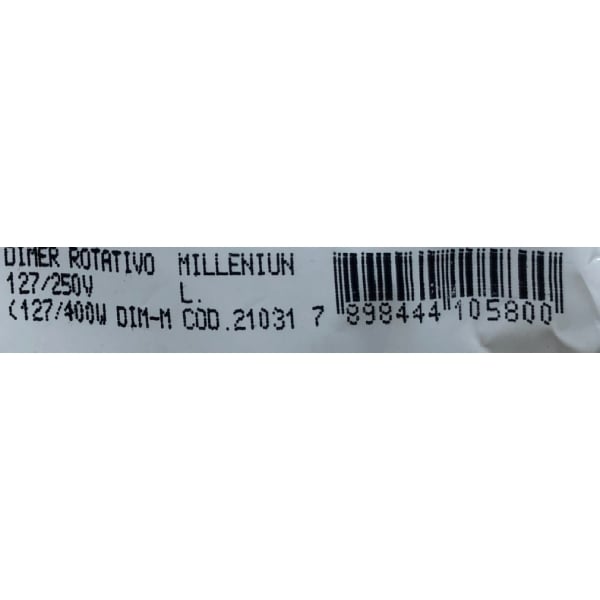 DIMER ROTATIVO MILLENIUN
127/250V L.
(127/400W DIM-M COD.21031 7 898444 105800